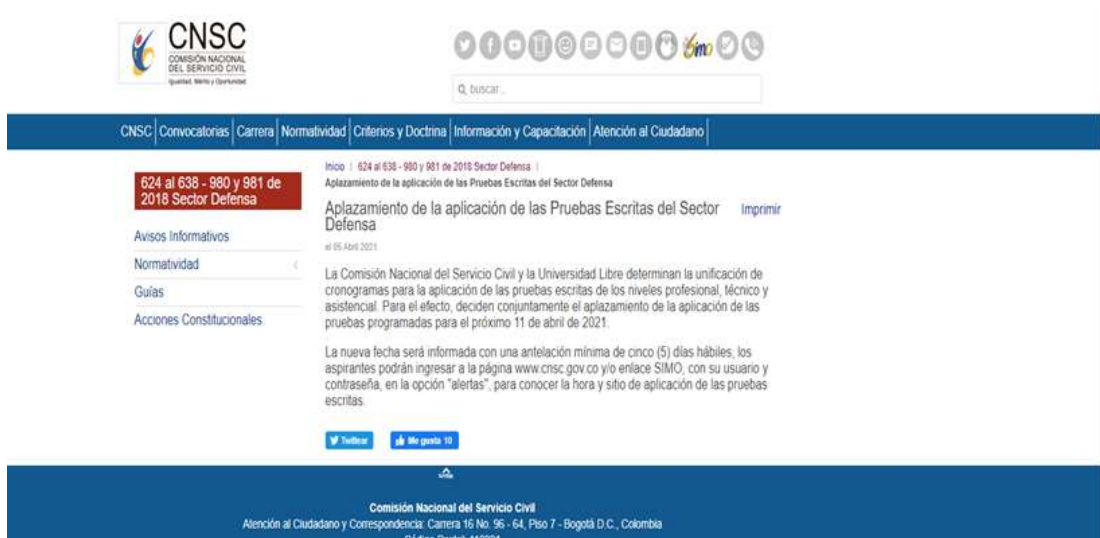 CNSC
COMISIÓN NACIONAL
DEL SERVICIO CIVIL
Igualdad, Mérito y Oportunidad
simo
buscar...
CNSC | Convocatorias | Carrera | Normatividad | Criterios y Doctrina | Información y Capacitación | Atención al Ciudadano
624 al 638 - 980 y 981 de
2018 Sector Defensa
Avisos Informativos
Normatividad
Guías
Acciones Constitucionales
Inicio | 624 al 638 - 980 y 981 de 2018 Sector Defensa |
Aplazamiento de la aplicación de las Pruebas Escritas del Sector Defensa
Aplazamiento de la aplicación de las Pruebas Escritas del Sector
Defensa
Imprimir
el 05 Abril 2021
La Comisión Nacional del Servicio Civil y la Universidad Libre determinan la unificación de
cronogramas para la aplicación de las pruebas escritas de los niveles profesional, técnico y
asistencial. Para el efecto, deciden conjuntamente el aplazamiento de la aplicación de las
pruebas programadas para el próximo 11 de abril de 2021.
La nueva fecha será informada con una antelación mínima de cinco (5) días hábiles, los
aspirantes podrán ingresar a la página www.cnsc.gov.co y/o enlace SIMO, con su usuario y
contraseña, en la opción "alertas", para conocer la hora y sitio de aplicación de las pruebas
escritas.
Twittear
Me gusta 10
Comisión Nacional del Servicio Civil
Atención al Ciudadano y Correspondencia: Carrera 16 No. 96 - 64, Piso 7 - Bogotá D.C., Colombia